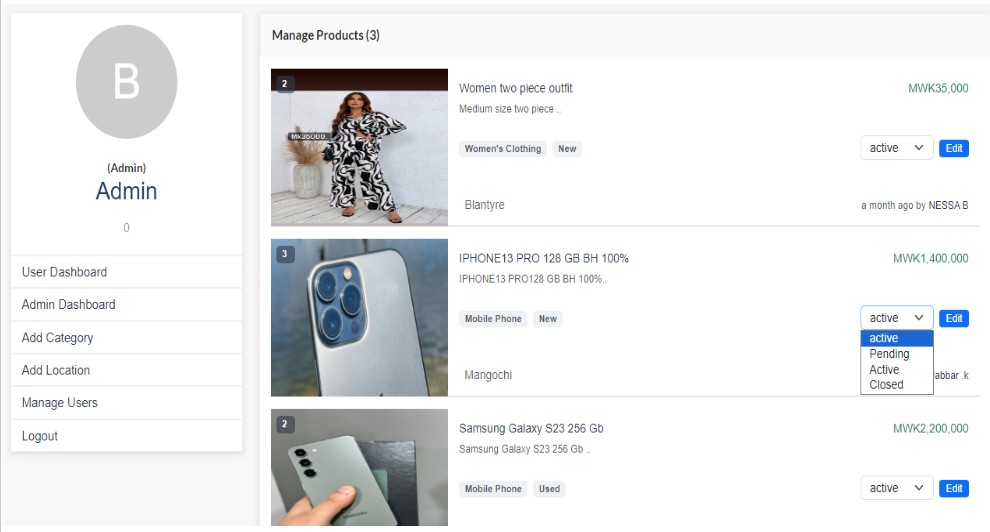 B
(Admin)
Admin
0
User Dashboard
Admin Dashboard
Add Category
Add Location
Manage Users
Logout
Manage Products (3)
2
Mk35000.
Women two piece outfit
MWK35,000
Medium size two piece ..
Women's Clothing New
active Edit
Blantyre
a month ago by NESSA B
3
IPHONE13 PRO 128 GB BH 100%
MWK1,400,000
IPHONE13 PRO128 GB BH 100%..
Mobile Phone New
active Edit
active
Pending
Active
Closed
Mangochi
abbar .k
2
Samsung Galaxy S23 256 Gb
MWK2,200,000
Samsung Galaxy S23 256 Gb ..
Mobile Phone Used
active Edit
SAMSUNG